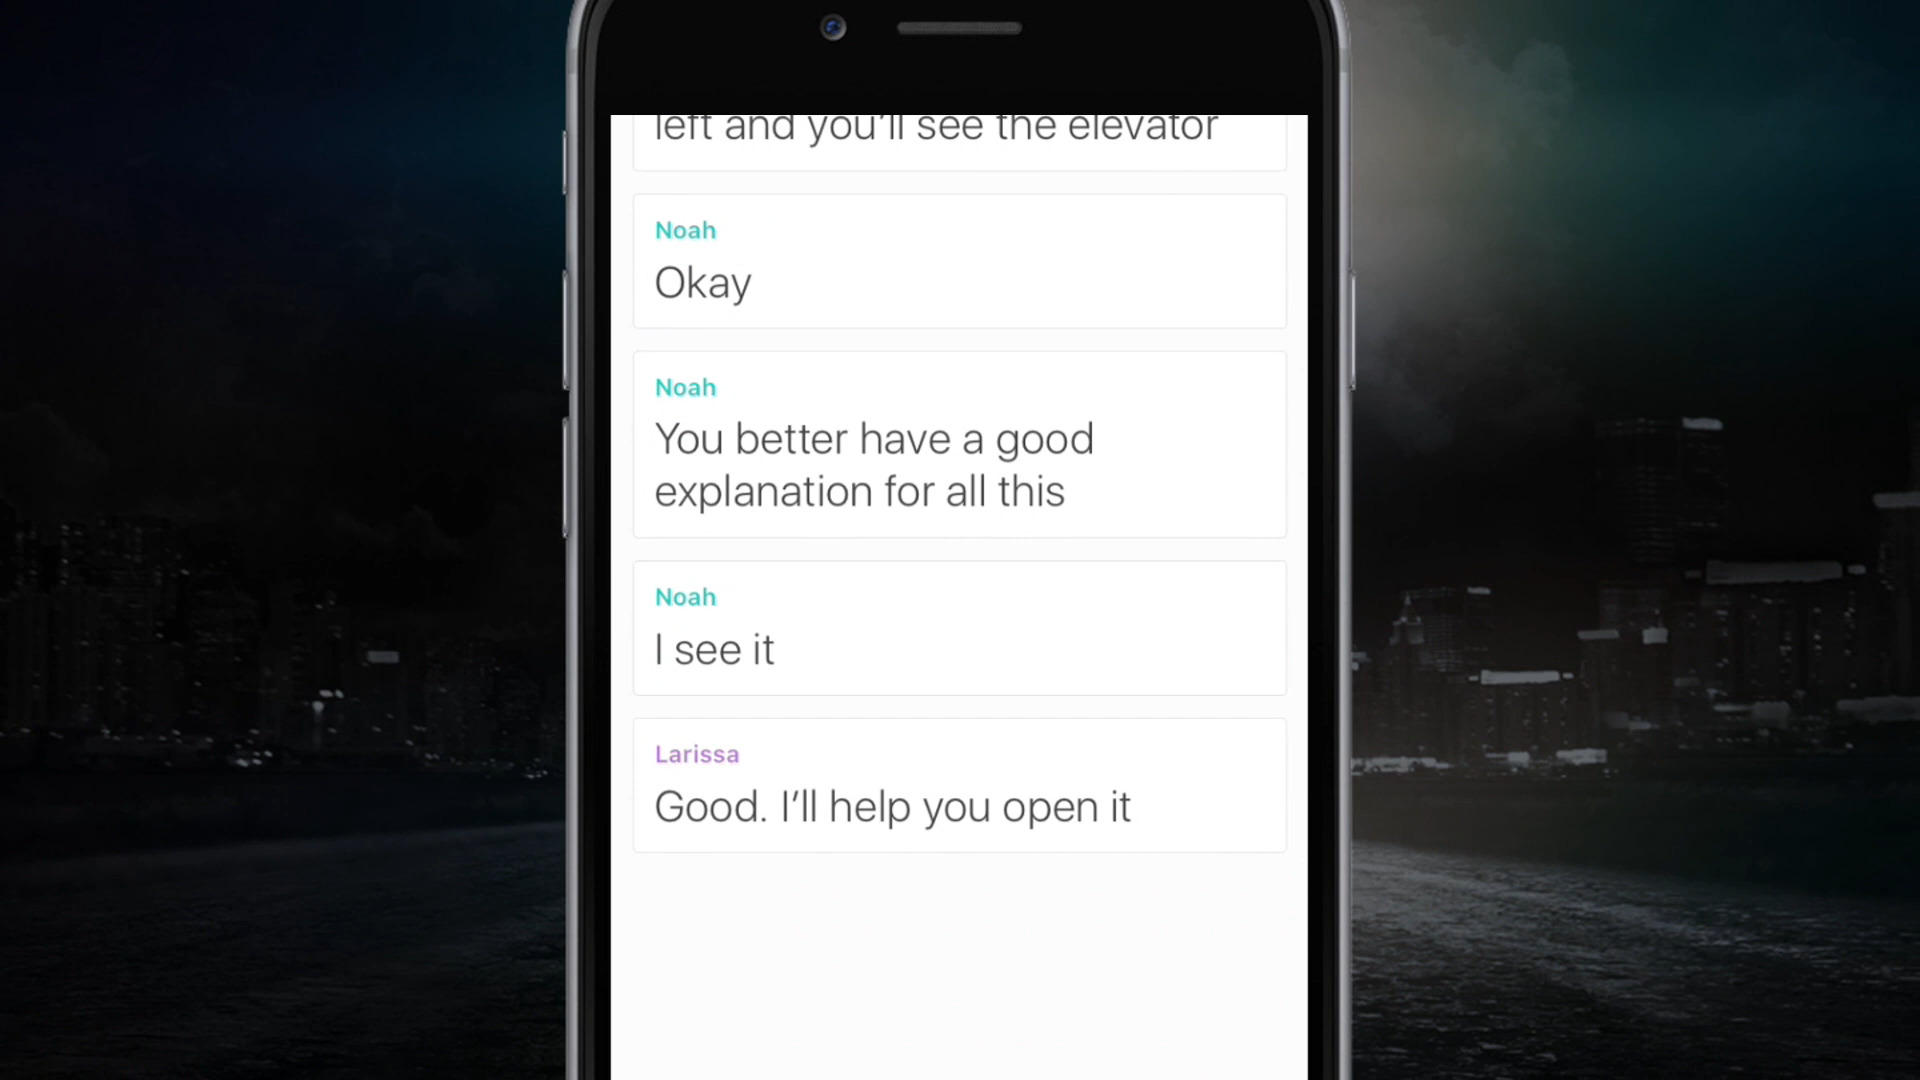 left and you’ll see the elevator
Noah
Okay
Noah
You better have a good
explanation for all this
Noah
I see it
Larissa
Good. I’ll help you open it